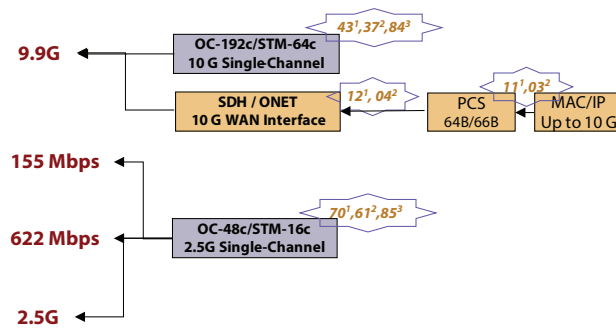 43¹,37²,84³
OC-192c/STM-64c
10 G Single-Channel
9.9G
12¹, 04²
11¹,03²
SDH / ONET
10 G WAN Interface
PCS
64B/66B
MAC/IP
Up to 10 G
155 Mbps
70¹,61²,85³
OC-48c/STM-16c
2.5G Single-Channel
622 Mbps
2.5G